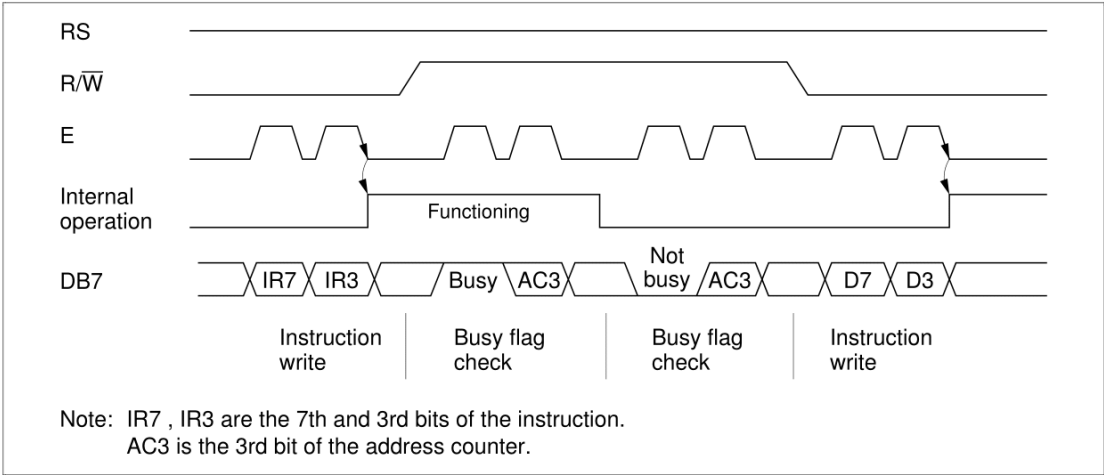 RS
R/W̅
E
Internal
operation
Functioning
DB7
IR7 IR3 Busy AC3 Not busy AC3 D7 D3
Instruction
write
Busy flag
check
Busy flag
check
Instruction
write
Note: IR7 , IR3 are the 7th and 3rd bits of the instruction.
AC3 is the 3rd bit of the address counter.